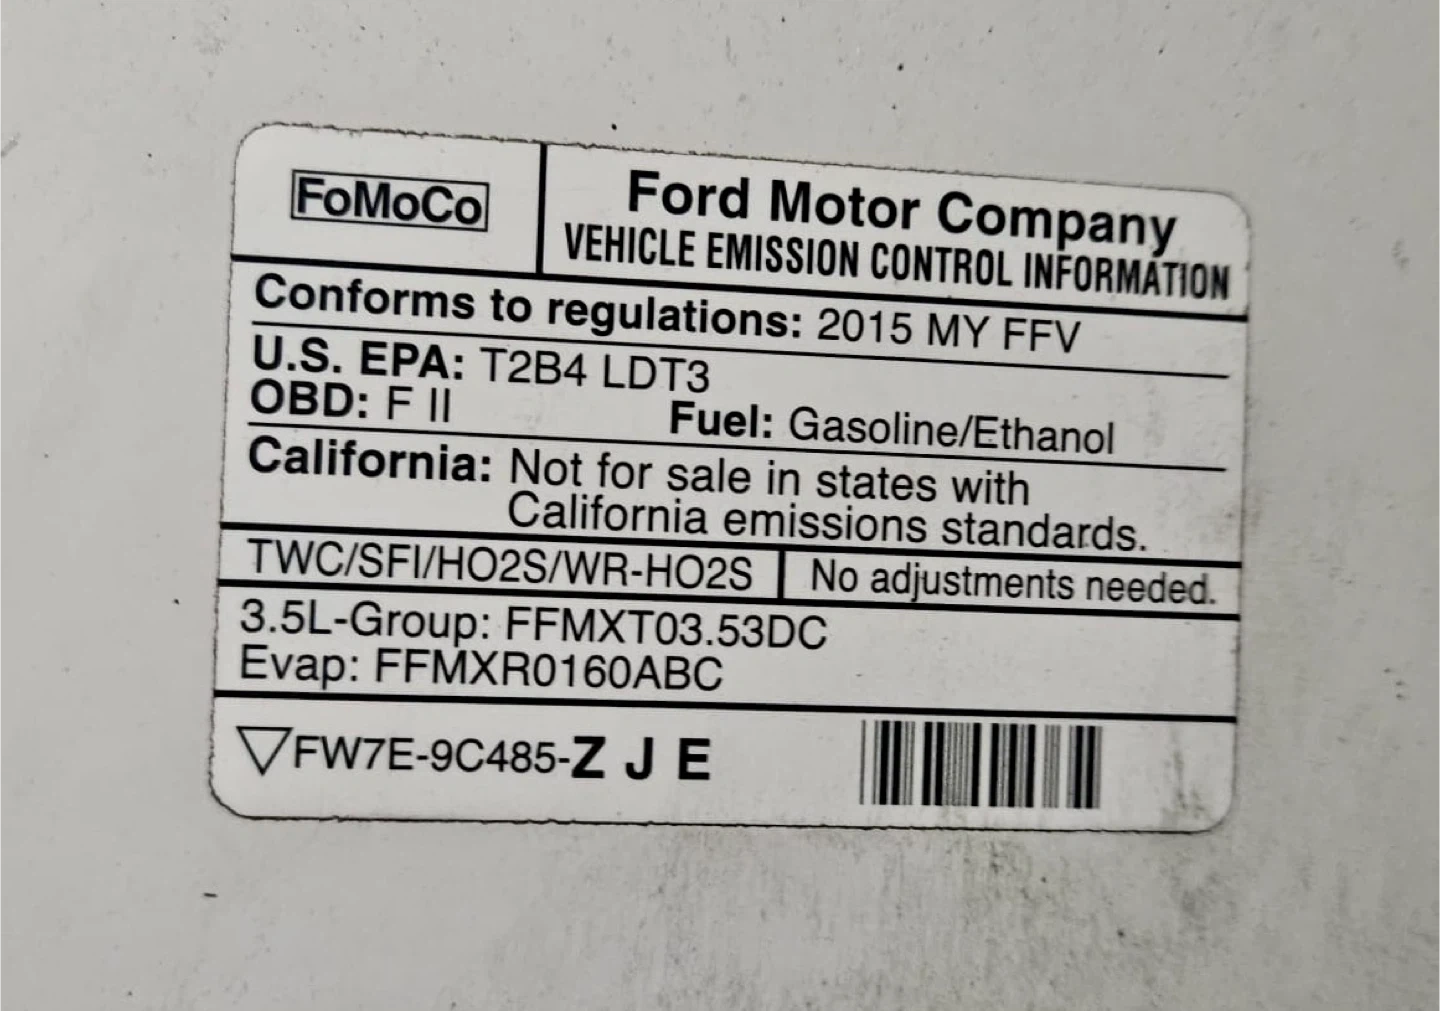 FoMoCo
Ford Motor Company
VEHICLE EMISSION CONTROL INFORMATION
Conforms to regulations: 2015 MY FFV
U.S. EPA: T2B4 LDT3
OBD: F II Fuel: Gasoline/Ethanol
California: Not for sale in states with
California emissions standards.
TWC/SFI/HO2S/WR-HO2S No adjustments needed.
3.5L-Group: FFMXT03.53DC
Evap: FFMXR0160ABC
▽FW7E-9C485-Z J E